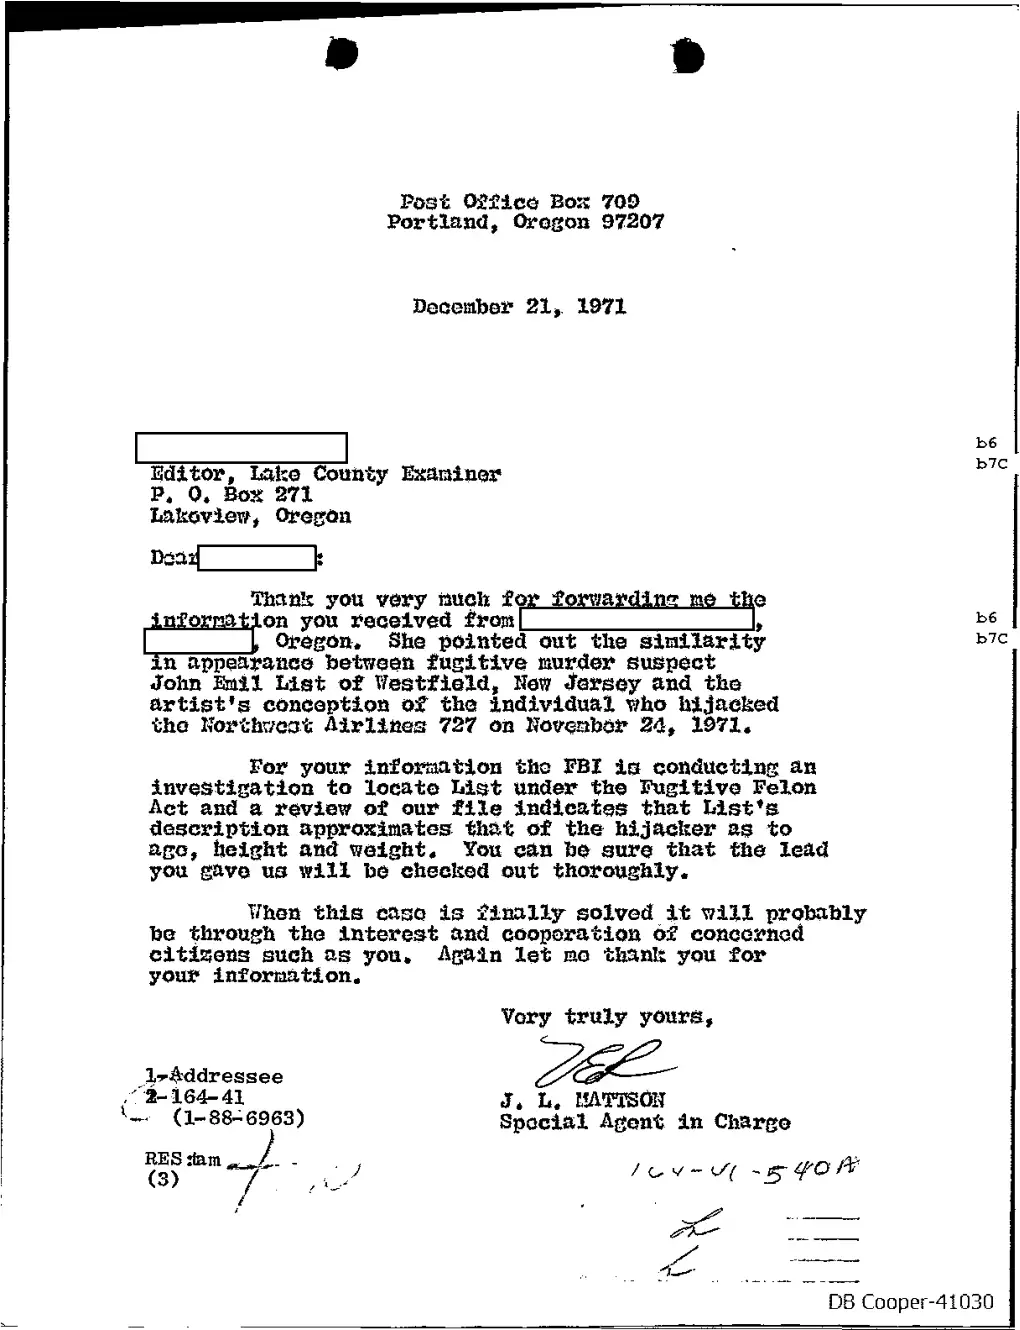 Post Office Box 709
Portland, Oregon 97207
December 21, 1971
b6
b7C
Editor, Lake County Examiner
P. O. Box 271
Lakeview, Oregon
Dear :
Thank you very much for forwarding me the
information you received from ,
, Oregon. She pointed out the similarity
b6
b7C
in appearance between fugitive murder suspect
John Emil List of Westfield, New Jersey and the
artist's conception of the individual who hijacked
the Northwest Airlines 727 on November 24, 1971.
For your information the FBI is conducting an
investigation to locate List under the Fugitive Felon
Act and a review of our file indicates that List's
description approximates that of the hijacker as to
age, height and weight. You can be sure that the lead
you gave us will be checked out thoroughly.
When this case is finally solved it will probably
be through the interest and cooperation of concerned
citizens such as you. Again let me thank you for
your information.
Very truly yours,
J. L. MATTSON
Special Agent in Charge
1-Addressee
2-164-41
(1-88-6963)
RES:tam
(3)
164-41-540A
DB Cooper-41030